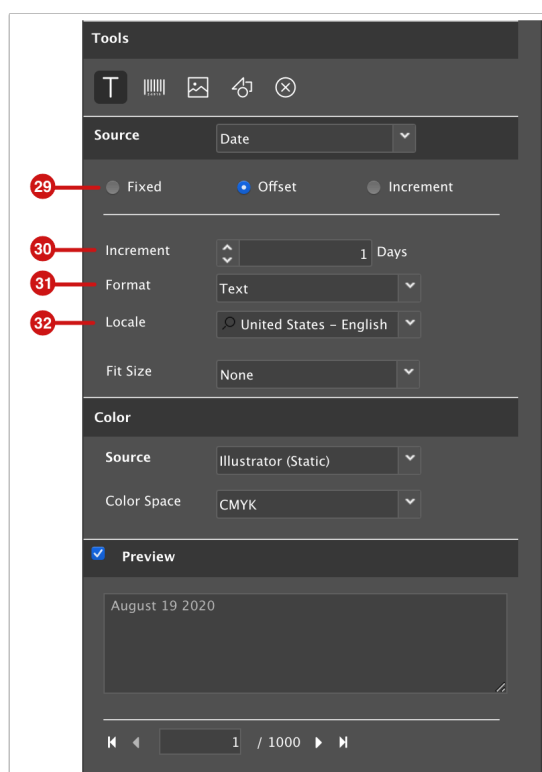 Tools
T
Source Date
29 Fixed Offset Increment
30 Increment 1 Days
31 Format Text
32 Locale United States – English
Fit Size None
Color
Source Illustrator (Static)
Color Space CMYK
Preview
August 19 2020
1 / 1000